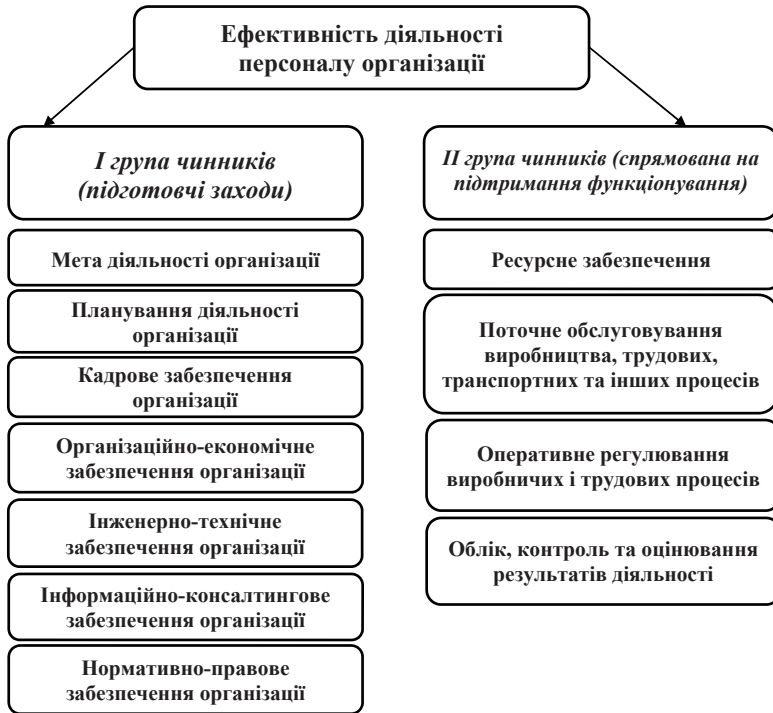 Ефективність діяльності
персоналу організації
І група чинників
(підготовчі заходи)
Мета діяльності організації
Планування діяльності
організації
Кадрове забезпечення
організації
Організаційно-економічне
забезпечення організації
Інженерно-технічне
забезпечення організації
Інформаційно-консалтингове
забезпечення організації
Нормативно-правове
забезпечення організації
ІІ група чинників (спрямована на
підтримання функціонування)
Ресурсне забезпечення
Поточне обслуговування
виробництва, трудових,
транспортних та інших процесів
Оперативне регулювання
виробничих і трудових процесів
Облік, контроль та оцінювання
результатів діяльності